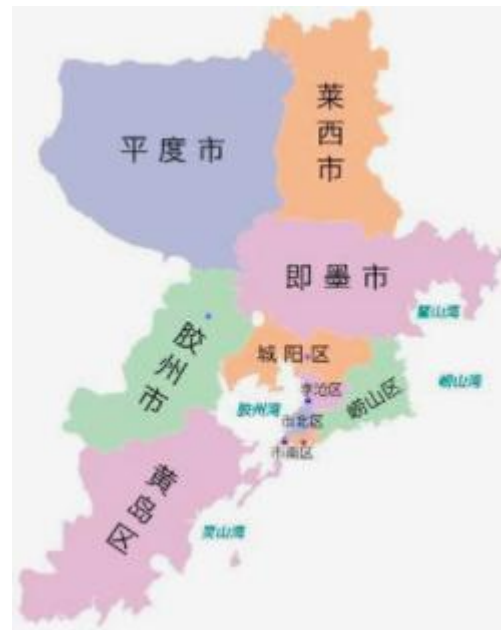 莱西市
平度市
即墨市
鳌山湾
胶州市
城阳区
崂山湾
李沧区
崂山区
胶州湾
市北区
市南区
黄岛区
灵山湾